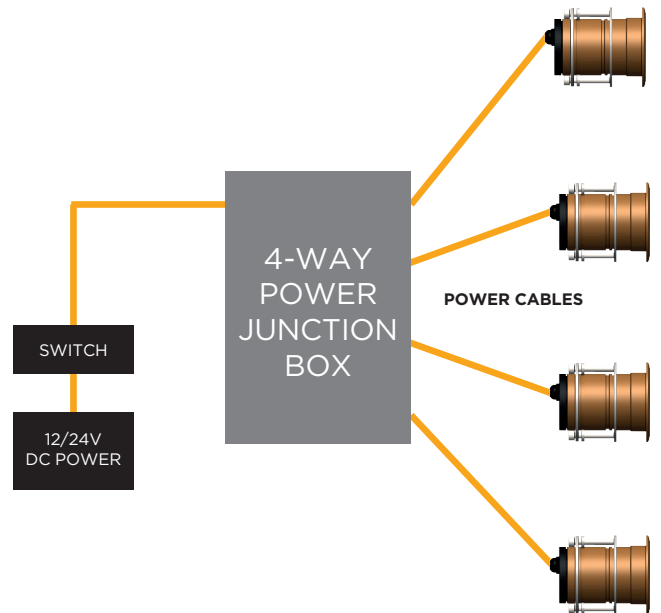 4-WAY
POWER
JUNCTION
BOX
POWER CABLES
SWITCH
12/24V
DC POWER